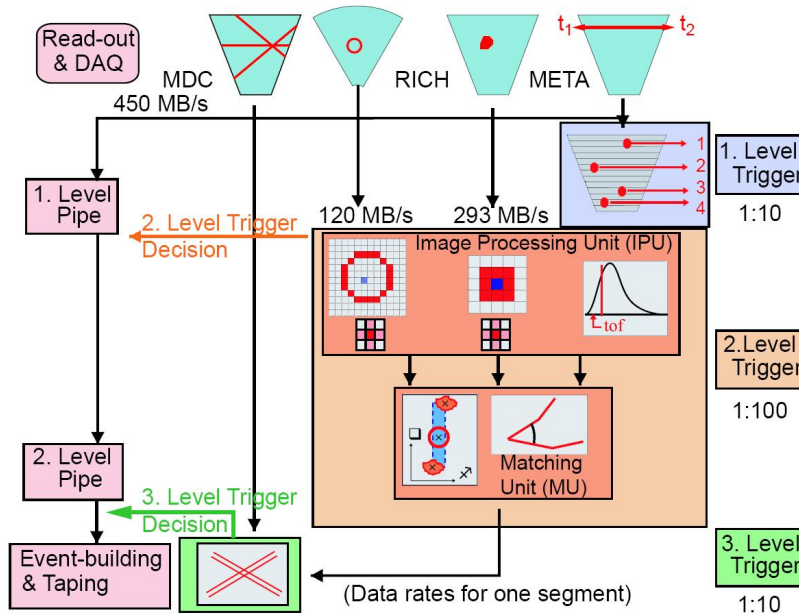 Read-out
& DAQ
MDC
RICH
META
t1
t2
450 MB/s
1
2
3
4
1. Level
Trigger
1:10
1. Level
Pipe
2. Level Trigger
Decision
120 MB/s
293 MB/s
Image Processing Unit (IPU)
tof
2.Level
Trigger
1:100
Matching
Unit (MU)
2. Level
Pipe
3. Level Trigger
Decision
Event-building
& Taping
(Data rates for one segment)
3. Level
Trigger
1:10